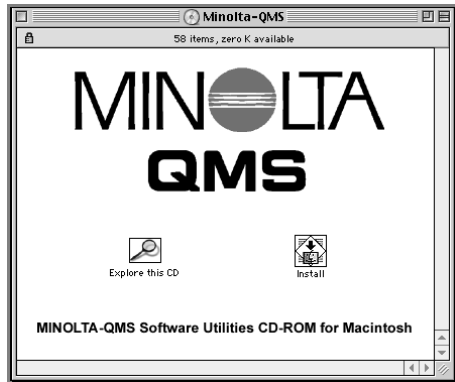 Minolta-QMS
58 items, zero K available
MINOLTA
QMS
Explore this CD
Install
MINOLTA-QMS Software Utilities CD-ROM for Macintosh